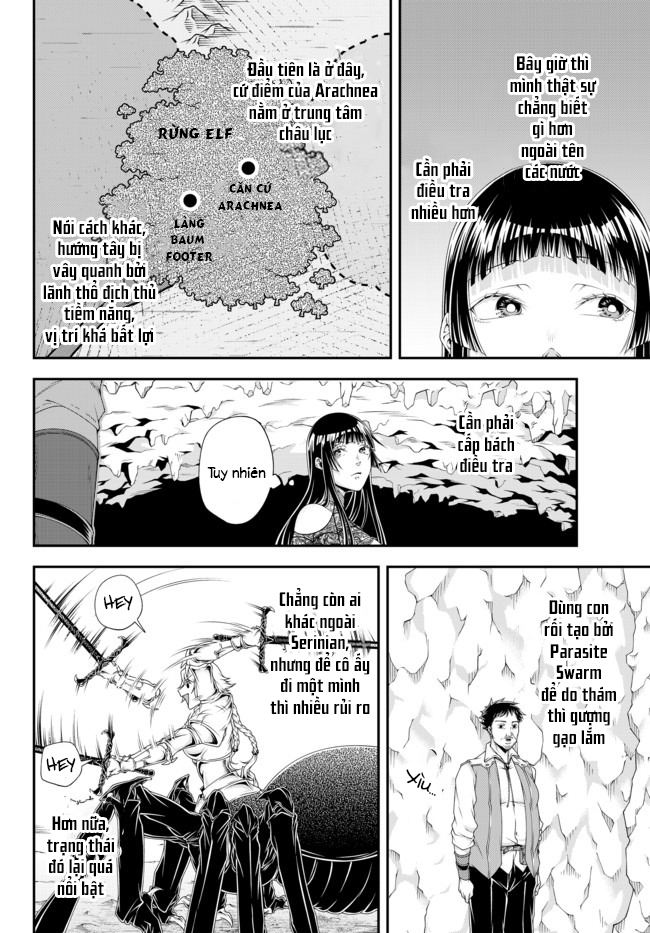 Bây giờ thì
mình thật sự
chẳng biết
gì hơn
ngoài tên
các nước
Cần phải
điều tra
nhiều hơn
Đầu tiên là ở đây,
cứ điểm của Arachnea
nằm ở trung tâm
châu lục
RỪNG ELF
CĂN CỨ
ARACHNEA
LÀNG
BAUM
FOOTER
Nói cách khác,
hướng tây bị
vây quanh bởi
lãnh thổ địch thủ
tiềm năng,
vị trí khá bất lợi
Cần phải
cấp bách
điều tra
Tuy nhiên
Dùng con
rối tạo bởi
Parasite
Swarm
để do thám
thì gượng
gạo lắm
Xìu...
Chẳng còn ai
khác ngoài
Serinian,
nhưng để cô ấy
đi một mình
thì nhiều rủi ro
HEY
HEY
Hơn nữa,
trạng thái
đó lại quá
nổi bật